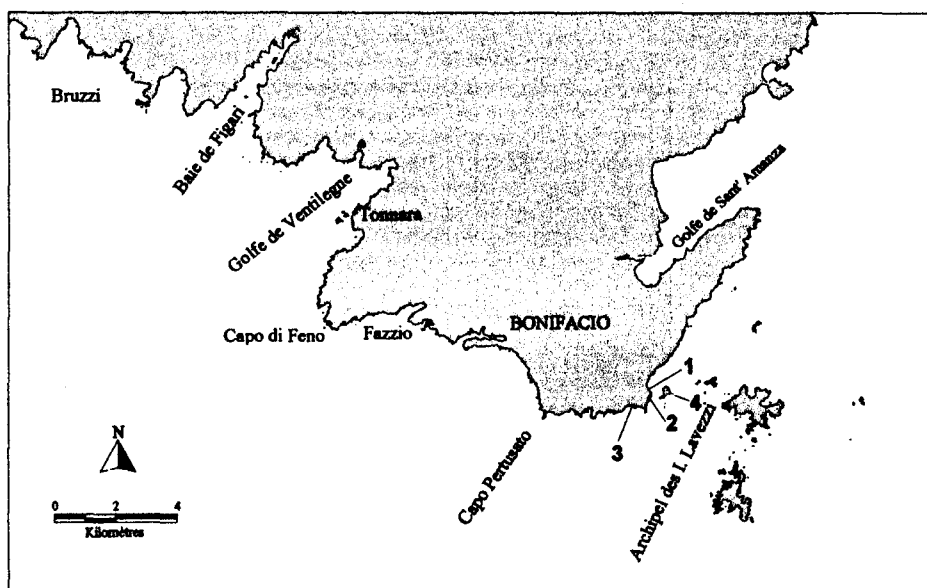 Bruzzi
Baie de Figari
Golfe de Ventilegne
Tonnara
Golfe de Sant' Amanza
Capo di Feno
Fazzio
BONIFACIO
1
4
2
3
Capo Pertusato
Archipel des I. Lavezzi
N
0 2 4
Kilomètres